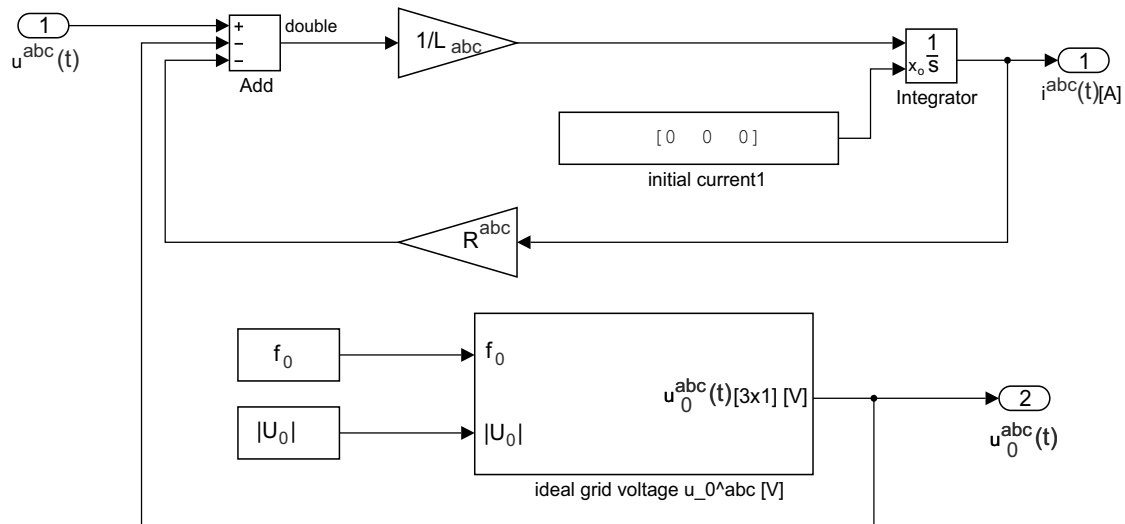 1
u^abc(t)
+
−
−
Add
double
1/L_abc
1
s
x_o
Integrator
1
i^abc(t)[A]
[0 0 0]
initial current1
R^abc
f_0
|U_0|
f_0
|U_0|
u_0^abc(t)[3x1] [V]
ideal grid voltage u_0^abc [V]
2
u_0^abc(t)